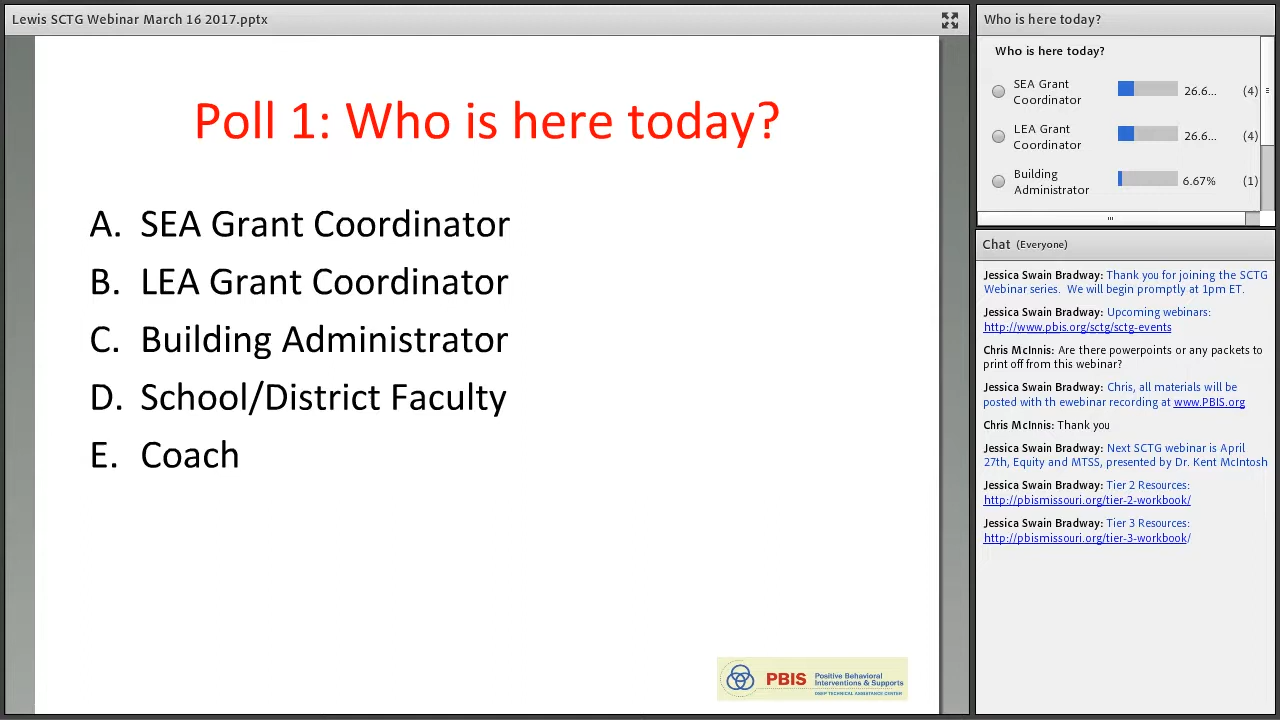 Lewis SCTG Webinar March 16 2017.pptx
Poll 1: Who is here today?
A. SEA Grant Coordinator
B. LEA Grant Coordinator
C. Building Administrator
D. School/District Faculty
E. Coach
PBIS
Positive Behavioral
Interventions & Supports
OSEP TECHNICAL ASSISTANCE CENTER
Who is here today?
Who is here today?
SEA Grant
Coordinator
26.6... (4)
LEA Grant
Coordinator
26.6... (4)
Building
Administrator
6.67% (1)
Chat (Everyone)
Jessica Swain Bradway: Thank you for joining the SCTG
Webinar series. We will begin promptly at 1pm ET.
Jessica Swain Bradway: Upcoming webinars:
http://www.pbis.org/sctg/sctg-events
Chris McInnis: Are there powerpoints or any packets to
print off from this webinar?
Jessica Swain Bradway: Chris, all materials will be
posted with th ewebinar recording at www.PBIS.org
Chris McInnis: Thank you
Jessica Swain Bradway: Next SCTG webinar is April
27th, Equity and MTSS, presented by Dr. Kent McIntosh
Jessica Swain Bradway: Tier 2 Resources:
http://pbismissouri.org/tier-2-workbook/
Jessica Swain Bradway: Tier 3 Resources:
http://pbismissouri.org/tier-3-workbook/